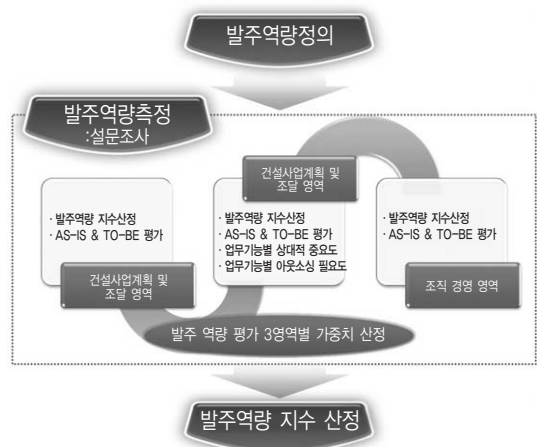 발주역량정의
발주역량측정
:설문조사
건설사업계획 및
조달 영역
· 발주역량 지수산정
· AS-IS & TO-BE 평가
건설사업계획 및
조달 영역
· 발주역량 지수산정
· AS-IS & TO-BE 평가
· 업무기능별 상대적 중요도
· 업무기능별 아웃소싱 필요도
· 발주역량 지수산정
· AS-IS & TO-BE 평가
조직 경영 영역
발주 역량 평가 3영역별 가중치 산정
발주역량 지수 산정